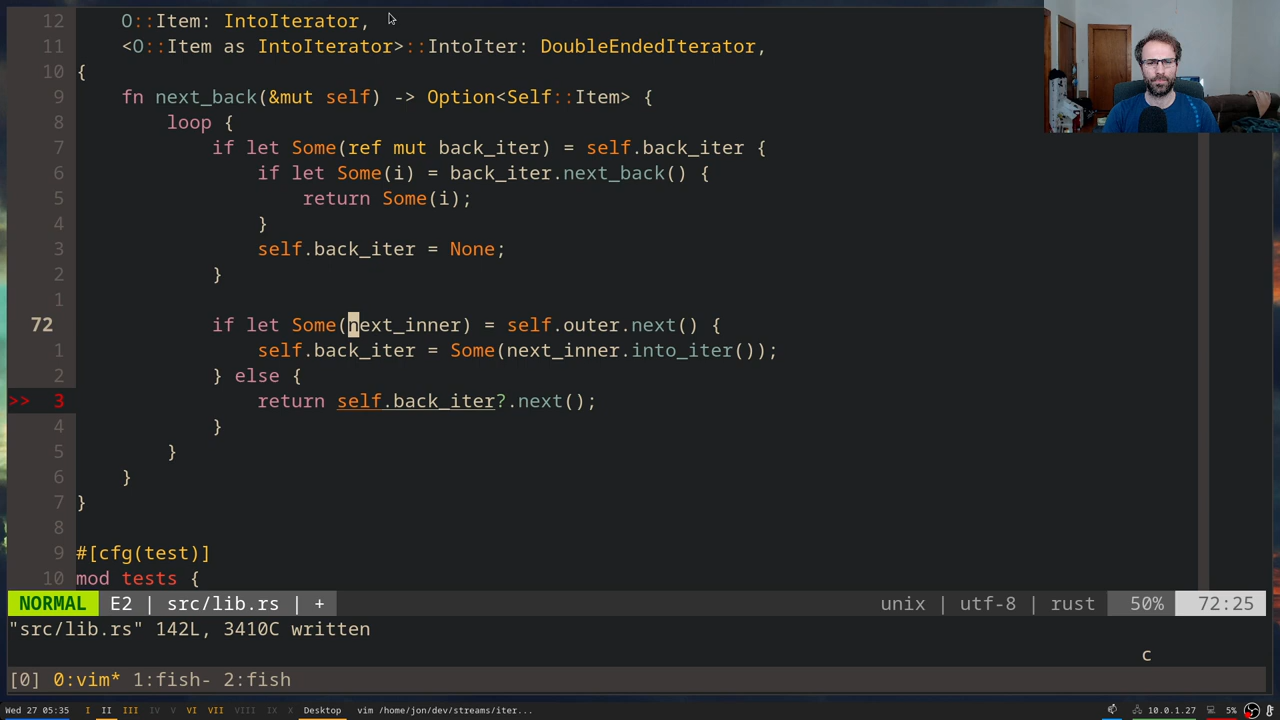 12 O::Item: IntoIterator,
11 <O::Item as IntoIterator>::IntoIter: DoubleEndedIterator,
10 {
9 fn next_back(&mut self) -> Option<Self::Item> {
8 loop {
7 if let Some(ref mut back_iter) = self.back_iter {
6 if let Some(i) = back_iter.next_back() {
5 return Some(i);
4 }
3 self.back_iter = None;
2 }
1
72 if let Some(next_inner) = self.outer.next() {
1 self.back_iter = Some(next_inner.into_iter());
2 } else {
>> 3 return self.back_iter?.next();
4 }
5 }
6 }
7 }
8
9 #[cfg(test)]
10 mod tests {
NORMAL E2 | src/lib.rs | + unix | utf-8 | rust 50% 72:25
"src/lib.rs" 142L, 3410C written
c
[0] 0:vim* 1:fish- 2:fish
Wed 27 05:35 I II III IV V VI VII VIII IX X Desktop vim /home/jon/dev/streams/iter... 10.0.1.27 5%